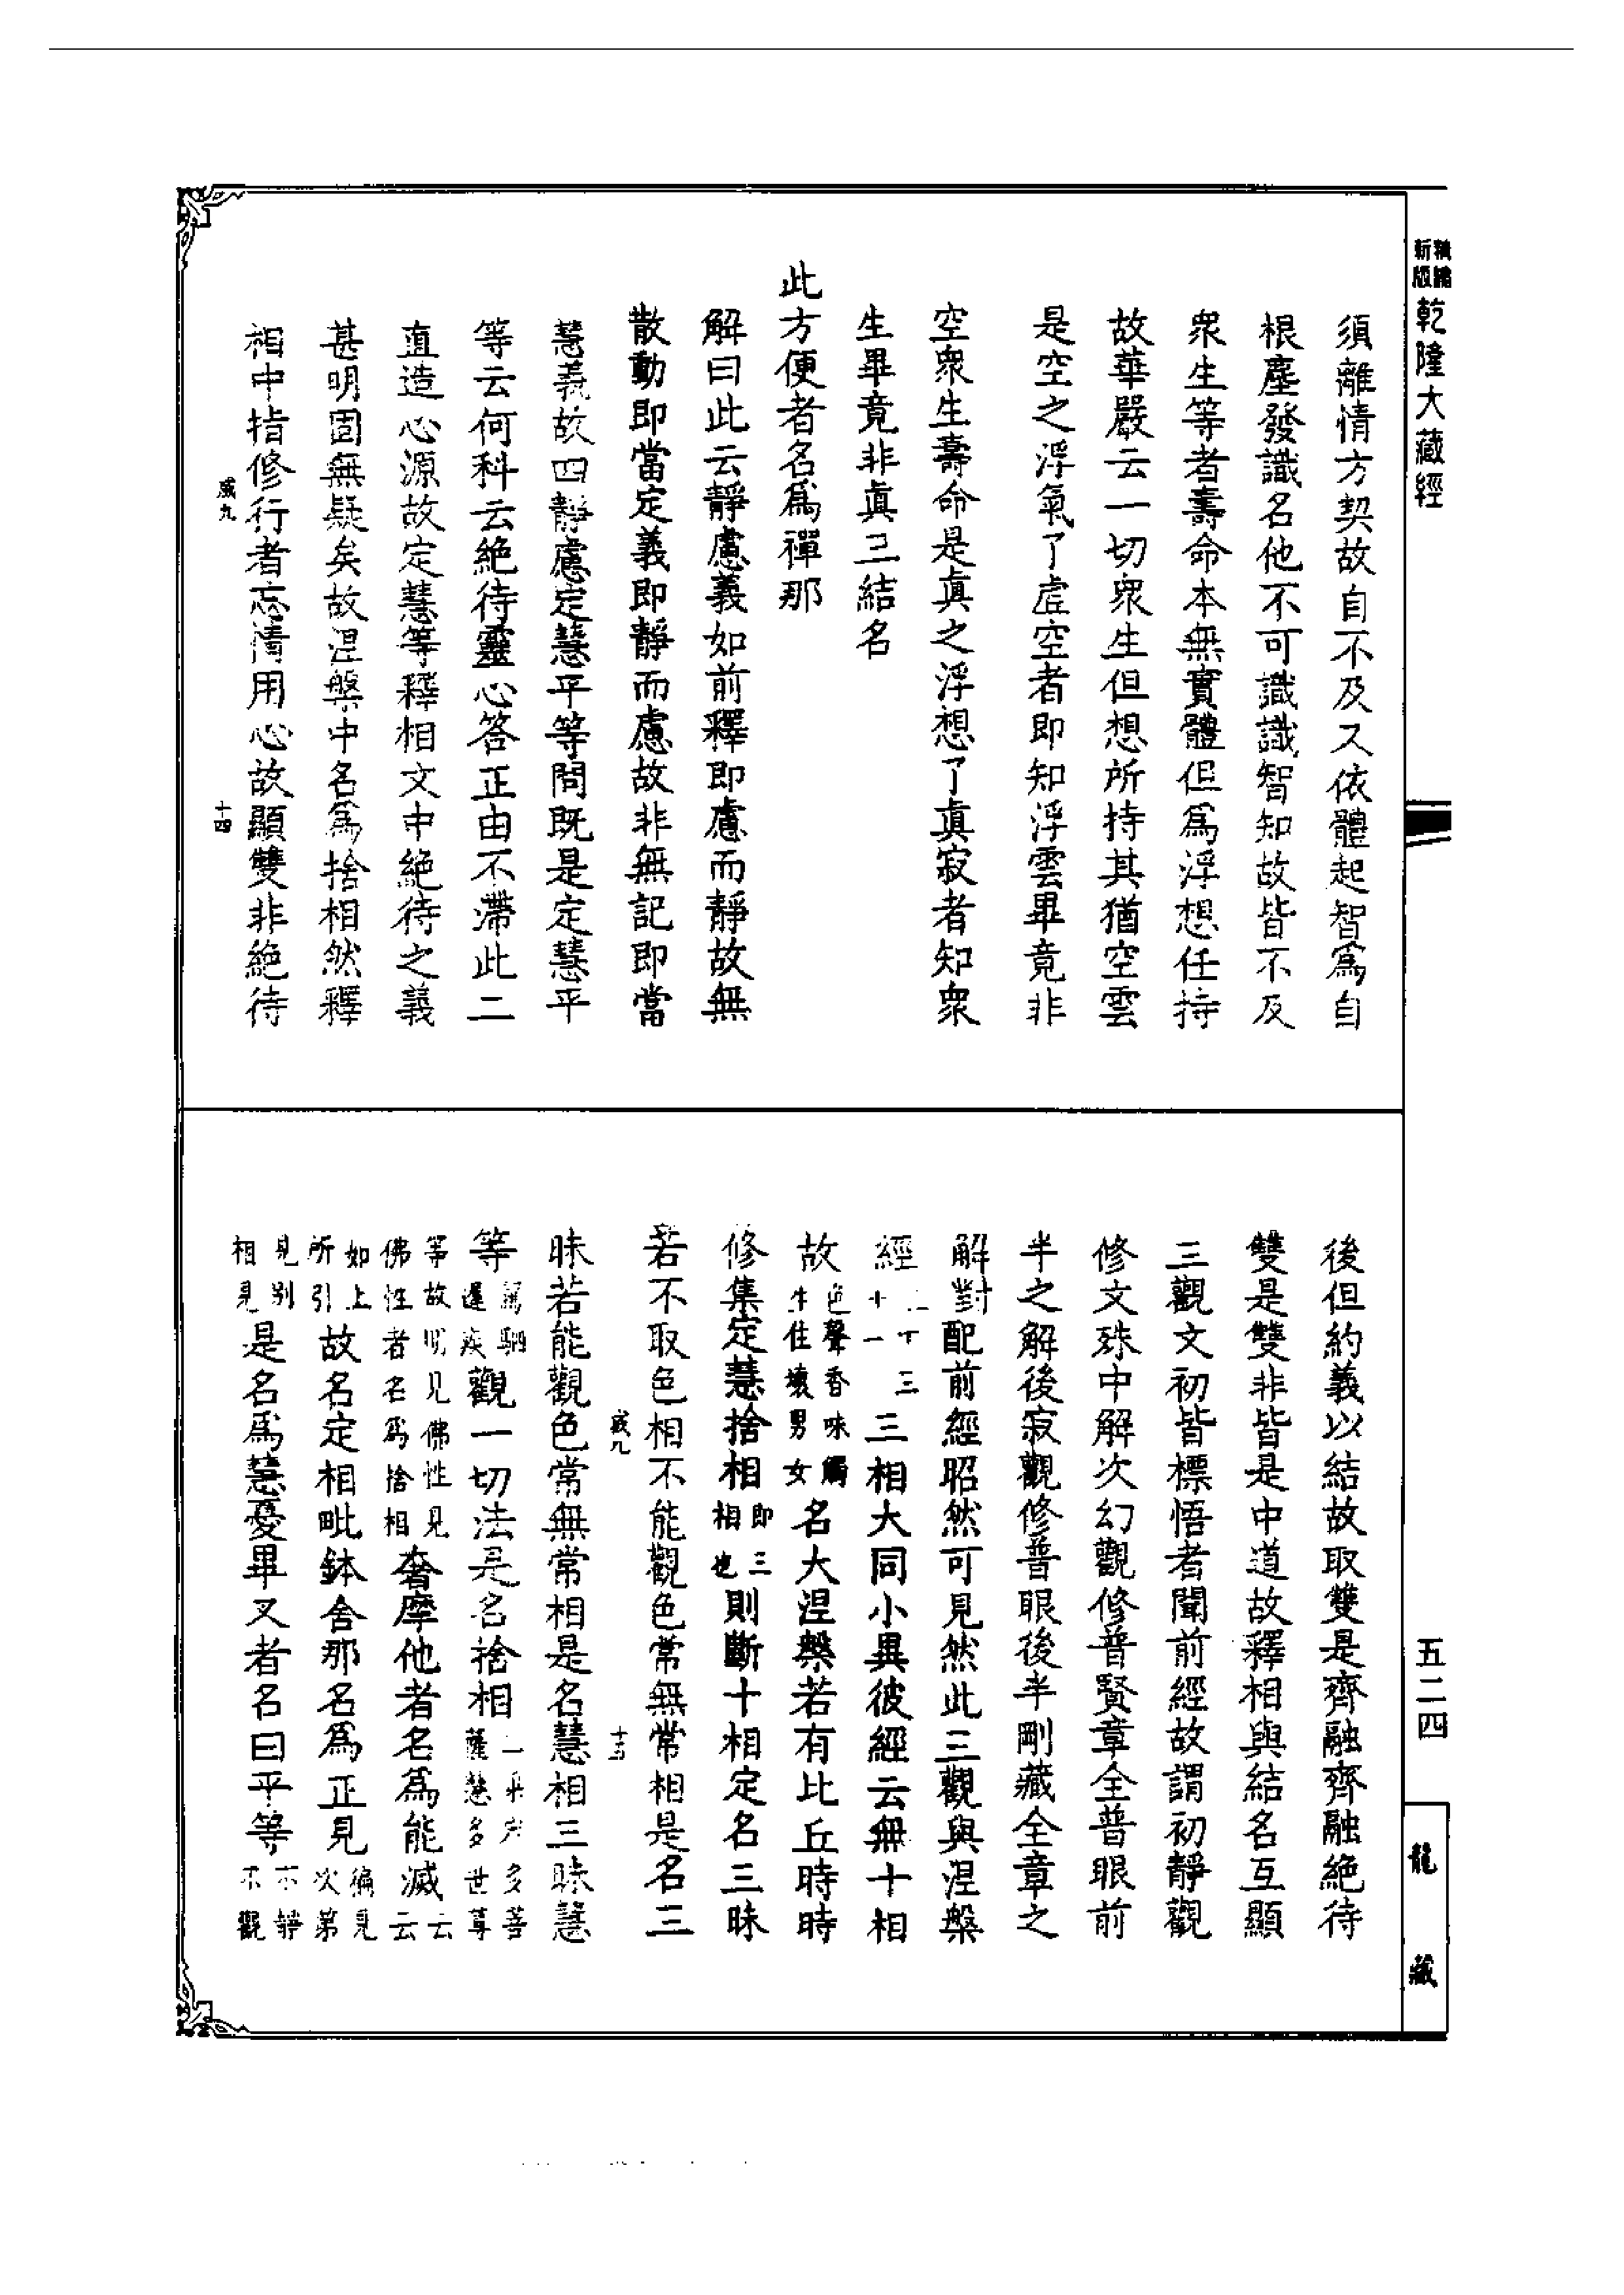 精縮新版
乾隆大藏經
須離情方契故自不及又依體起智爲自
根塵發識名他不可識識智知故皆不及
衆生等者壽命本無實體但爲浮想任持
故華嚴云一切衆生但想所持其猶空雲
是空之浮氣了虛空者即知浮雲畢竟非
空衆生壽命是眞之浮想了眞寂者知衆
生畢竟非眞三結名
此方便者名爲禪那
解曰此云靜慮義如前釋即慮而靜故無
散動即當定義即靜而慮故非無記即當
慧義故四靜慮定慧平等問既是定慧平
等云何科云絶待靈心答正由不滯此二
直造心源故定慧等釋相文中絶待之義
甚明固無疑矣故涅槃中名爲捨相然釋
相中指修行者忘情用心故顯雙非絶待
咸九
十四
後但約義以結故取雙是齊融齊融絶待
雙是雙非皆是中道故釋相與結名互顯
三觀文初皆標悟者聞前經故謂初靜觀
修文殊中解次幻觀修普賢章全普眼前
半之解後寂觀修普眼後半剛藏全章之
解對配前經昭然可見然此三觀與涅槃
經二十三十一三相大同小異彼經云無十相
故色聲香味觸生住壞男女名大涅槃若有比丘時時
修集定慧捨相即三相也則斷十相定名三昧
若不取色相不能觀色常無常相是名三
咸九
十五
昧若能觀色常無常相是名慧相三昧慧
等駕駟遲疾觀一切法是名捨相二乘定多菩薩慧多世尊
等故明見佛性見佛性者名爲捨相奢摩他者名爲能滅云云
如上所引故名定相毗鉢舍那名爲正見徧見次第
見別相見是名爲慧憂畢叉者名曰平等不靜不觀
五二四
龍藏